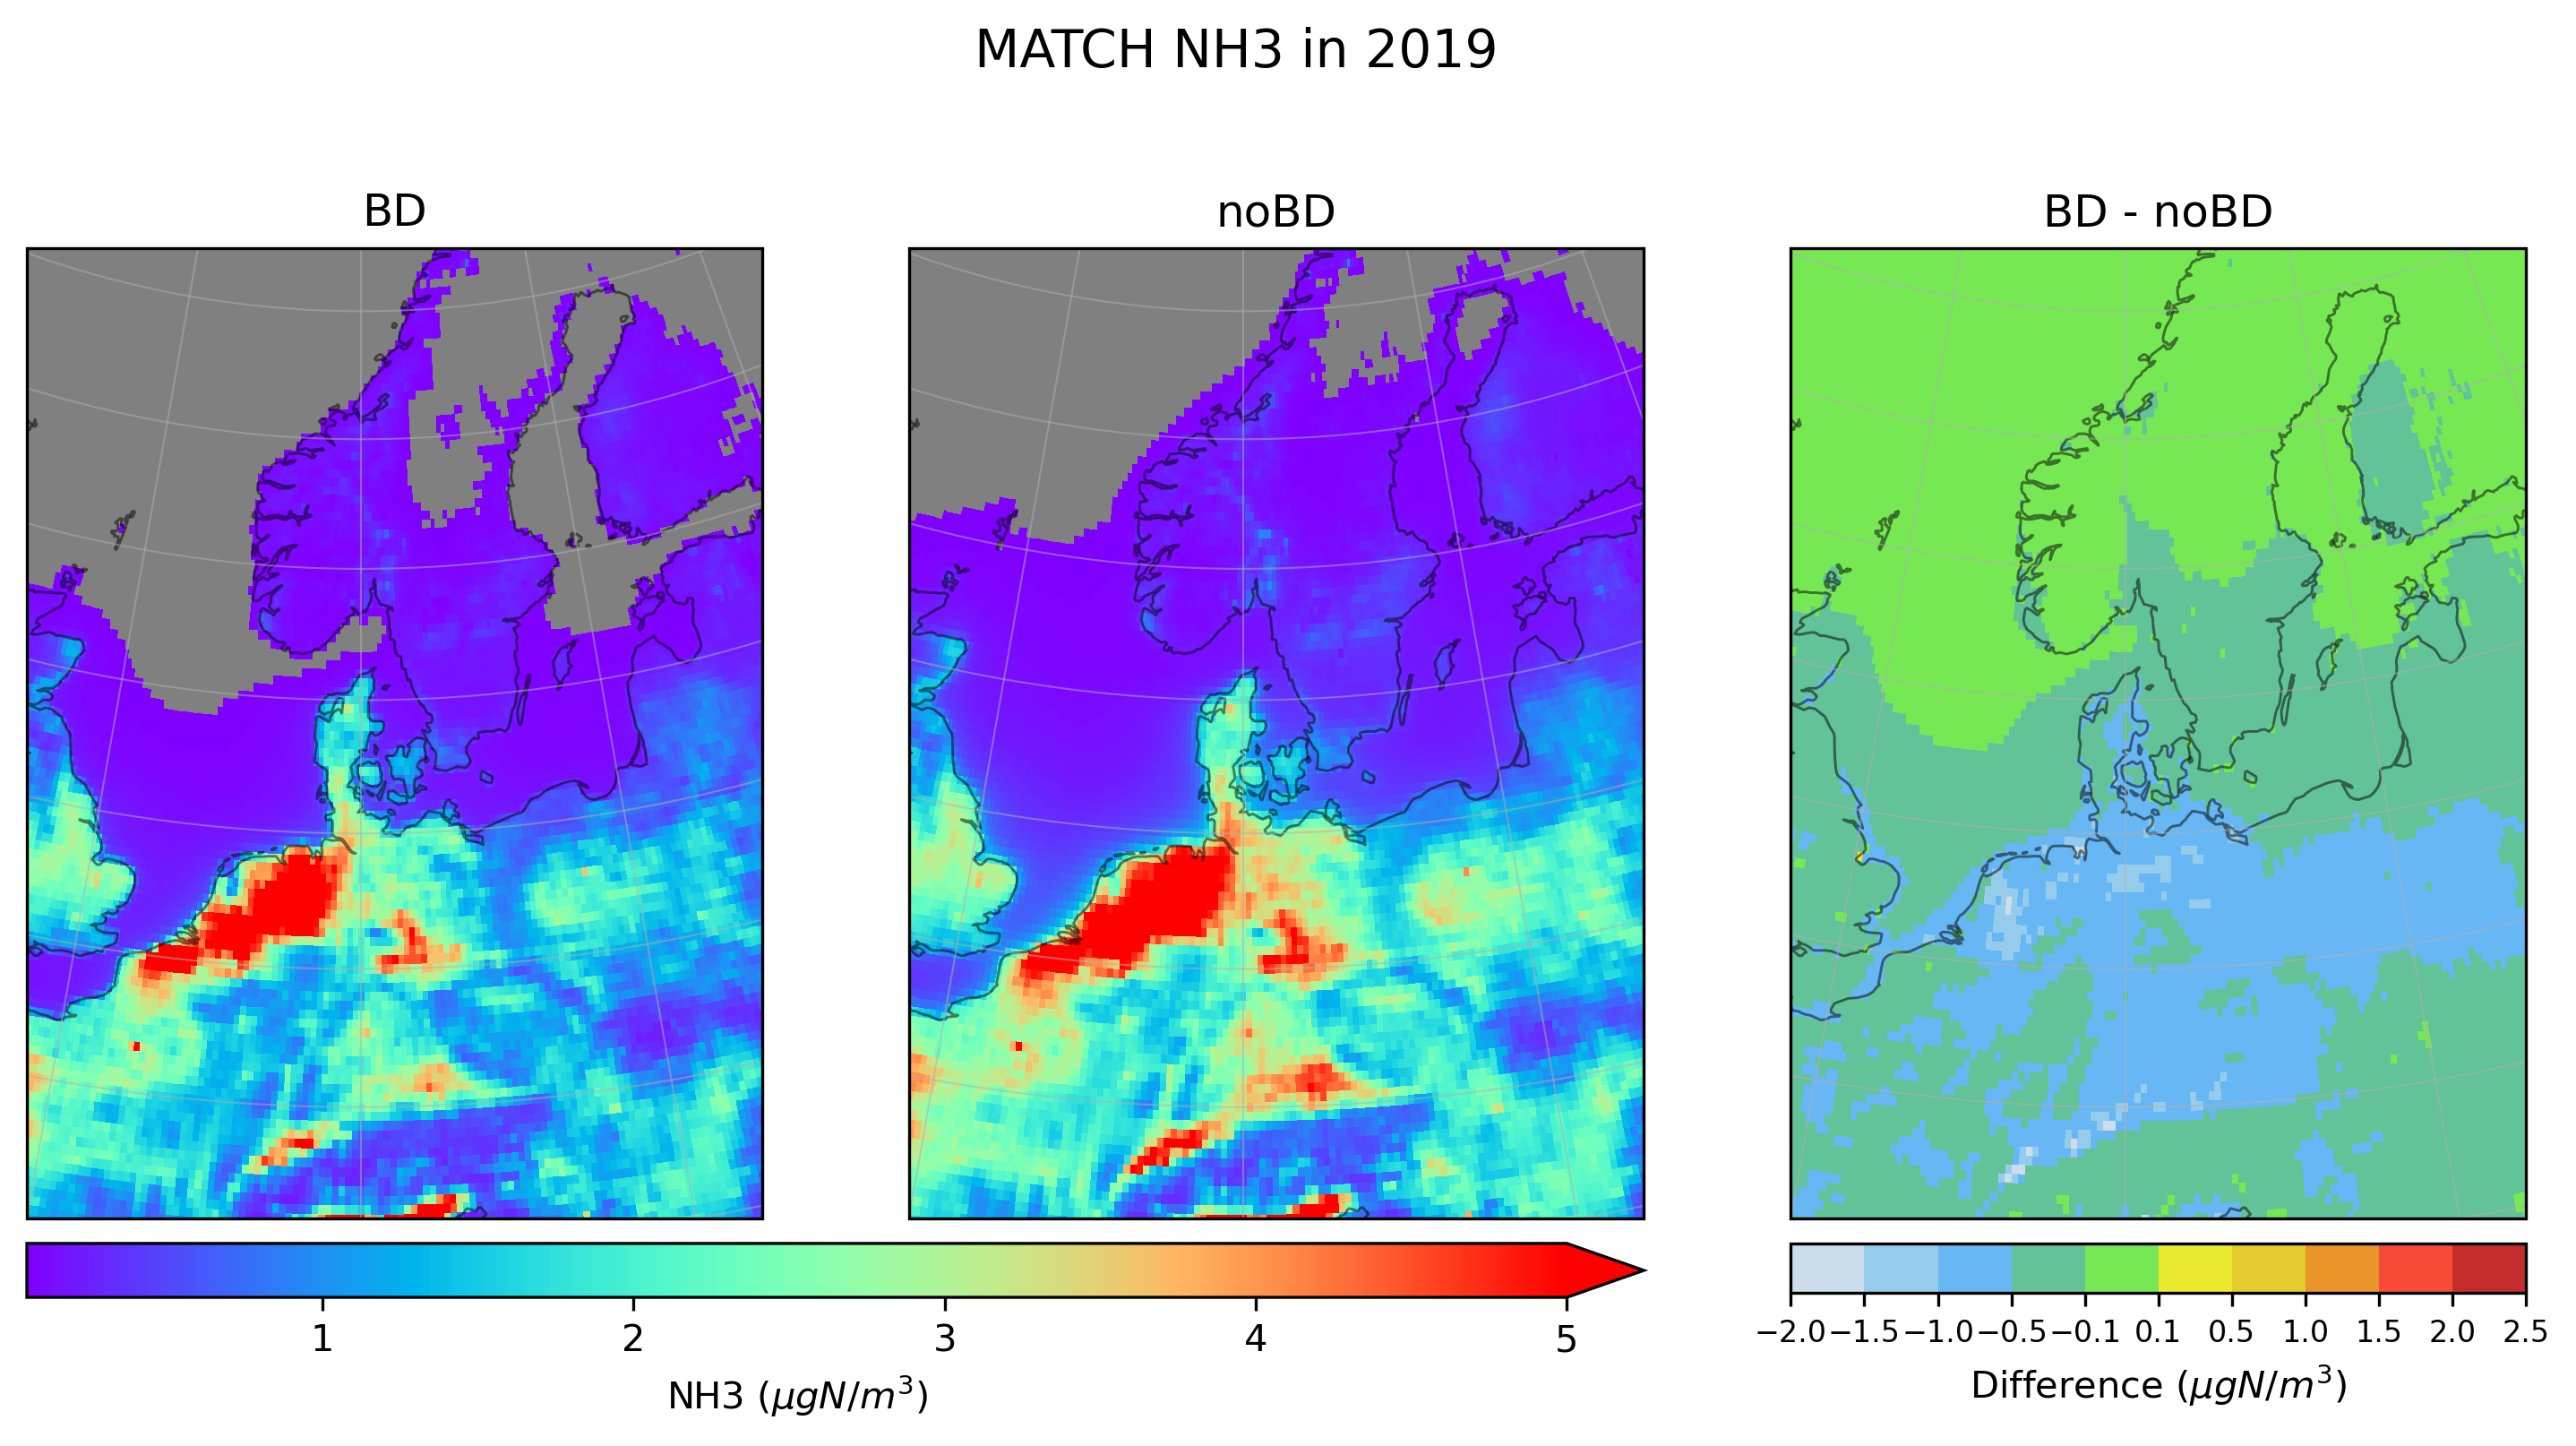 MATCH NH3 in 2019
BD
noBD
BD - noBD
1 2 3 4 5
NH3 (μgN/m³)
−2.0 −1.5 −1.0 −0.5 −0.1 0.1 0.5 1.0 1.5 2.0 2.5
Difference (μgN/m³)